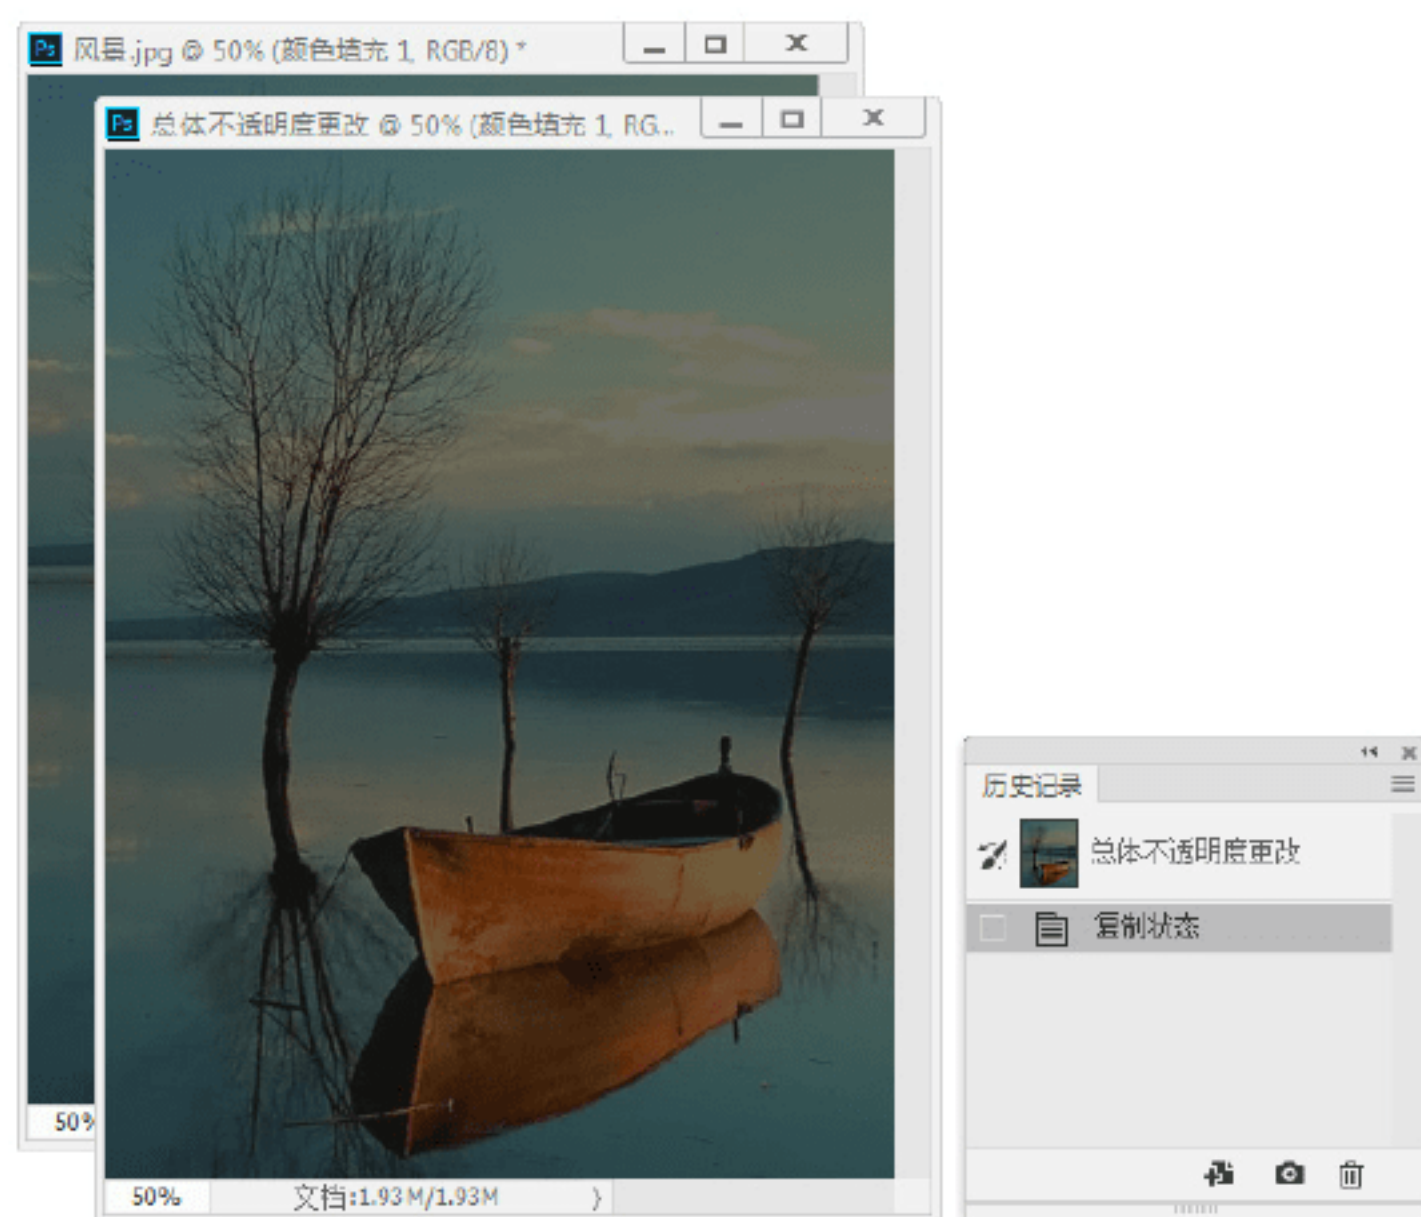 Ps 风景.jpg @ 50% (颜色填充 1, RGB/8) *
Ps 总体不透明度更改 @ 50% (颜色填充 1, RG...
50%
50% 文档:1.93M/1.93M
历史记录
总体不透明度更改
复制状态